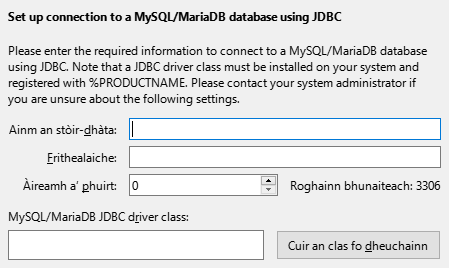 Set up connection to a MySQL/MariaDB database using JDBC
Please enter the required information to connect to a MySQL/MariaDB database
using JDBC. Note that a JDBC driver class must be installed on your system and
registered with %PRODUCTNAME. Please contact your system administrator if
you are unsure about the following settings.
Ainm an stòir-dhàta:
Frithealaiche:
Àireamh a' phuirt: 0 Roghainn bhunaiteach: 3306
MySQL/MariaDB JDBC driver class:
Cuir an clas fo dheuchainn